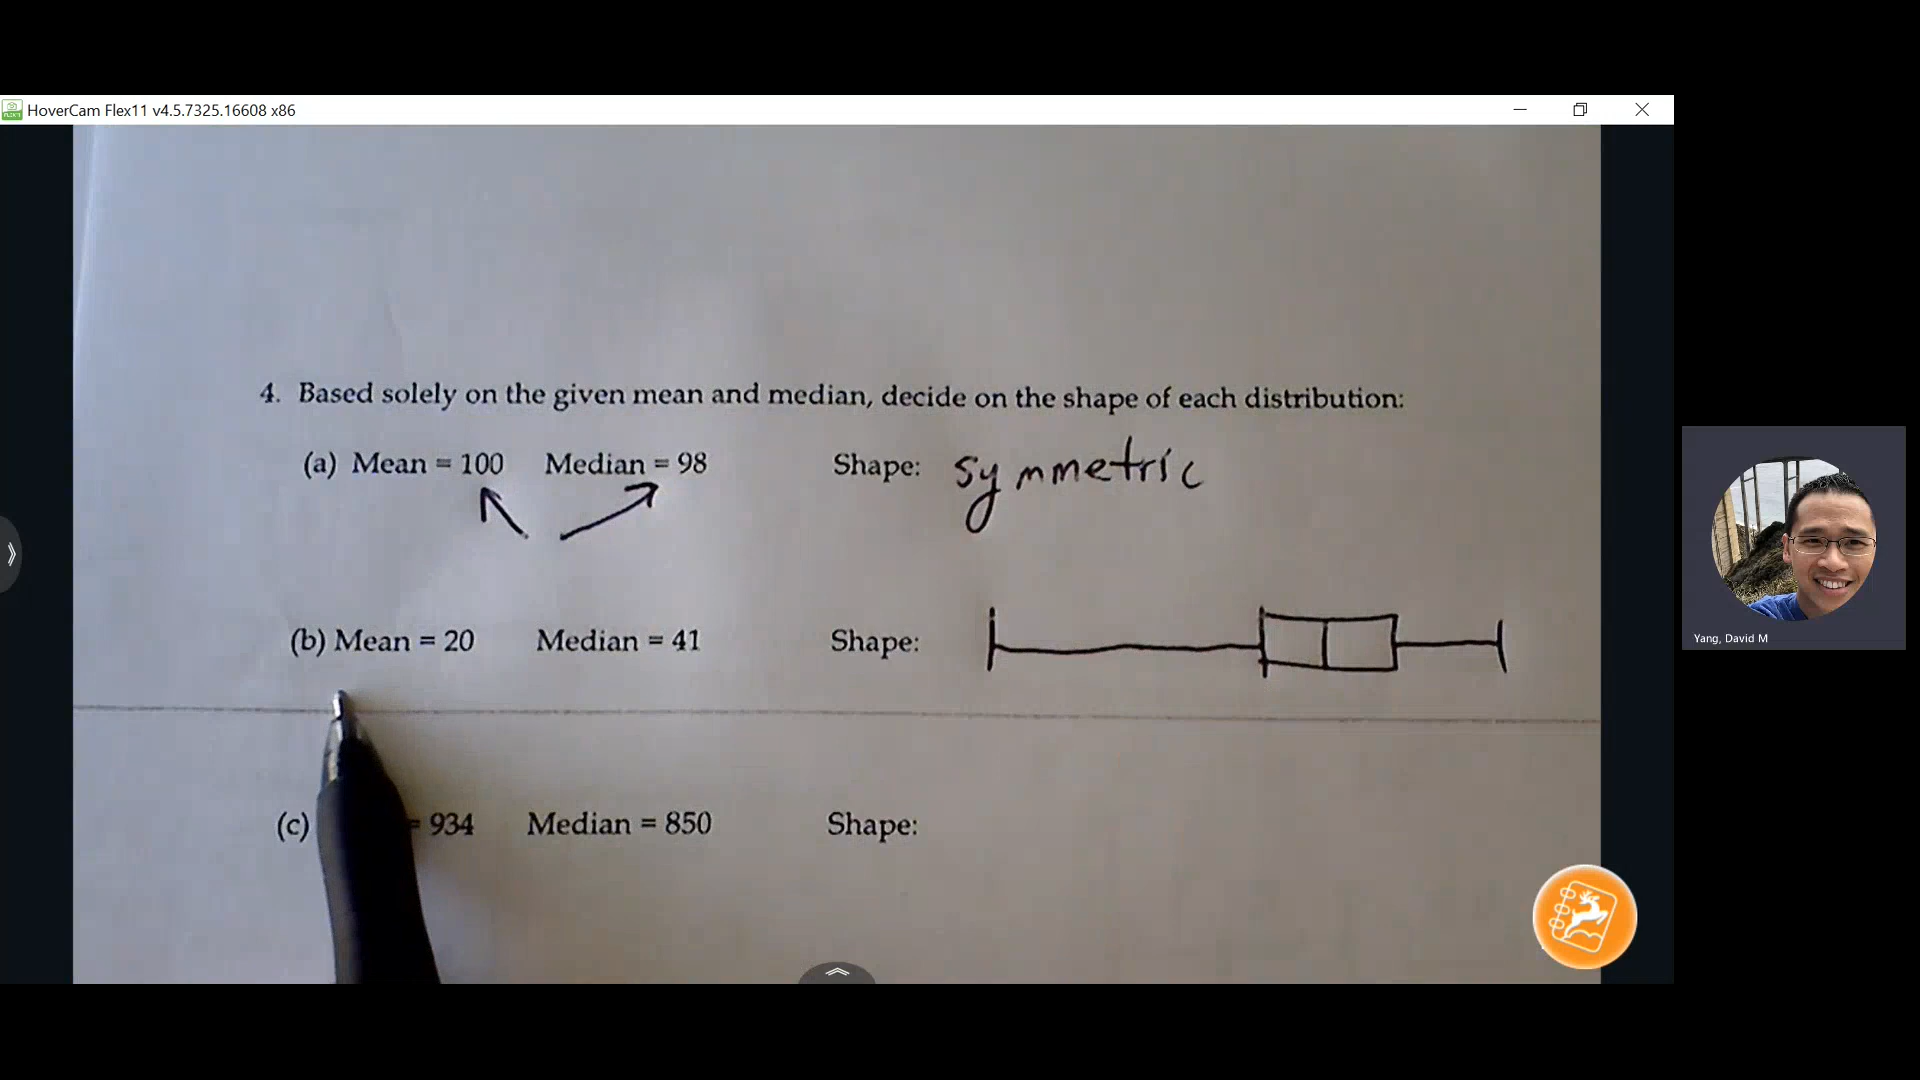 HoverCam Flex11 v4.5.7325.16608 x86
4. Based solely on the given mean and median, decide on the shape of each distribution:
(a) Mean = 100 Median = 98 Shape: symmetric
(b) Mean = 20 Median = 41 Shape:
(c) = 934 Median = 850 Shape:
Yang, David M